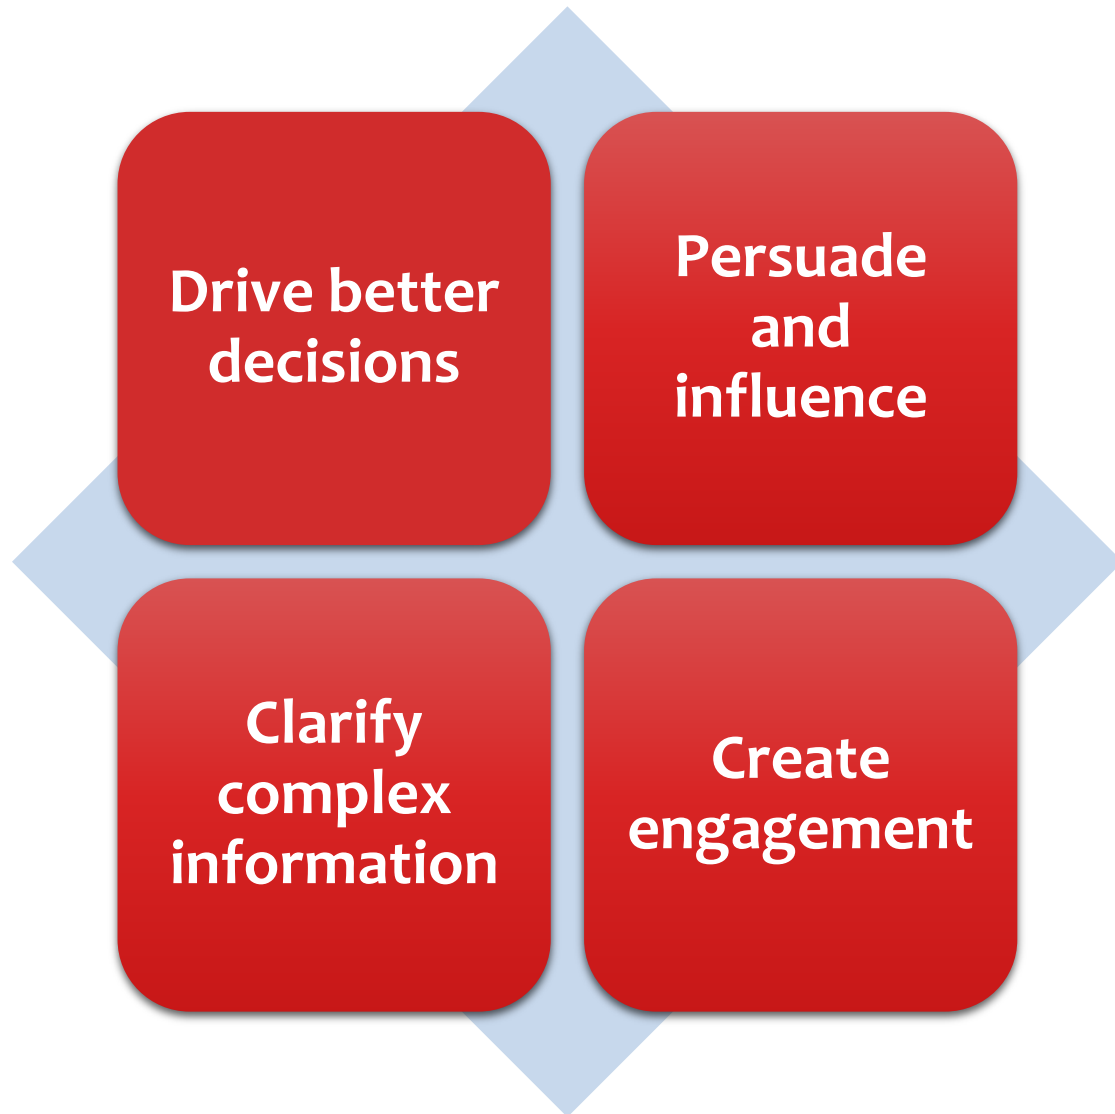 Drive better
decisions
Persuade
and
influence
Clarify
complex
information
Create
engagement